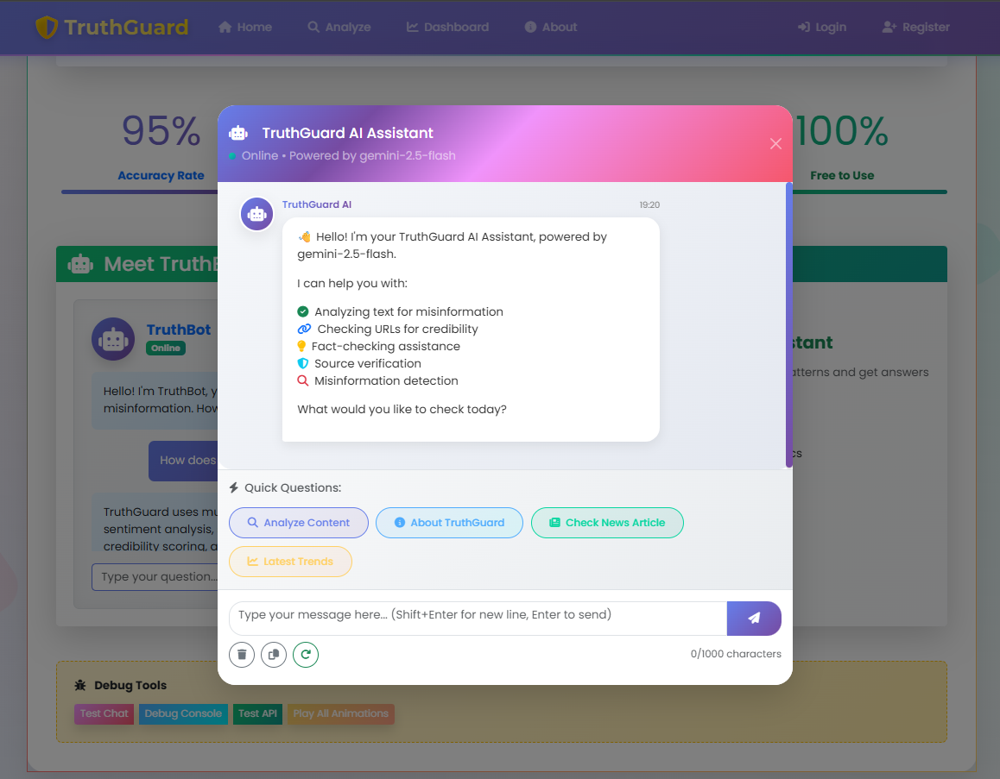 TruthGuard
Home
Analyze
Dashboard
About
Login
Register
95%
Accuracy Rate
100%
Free to Use
TruthGuard AI Assistant
Online • Powered by gemini-2.5-flash
TruthGuard AI
19:20
👋 Hello! I'm your TruthGuard AI Assistant, powered by
gemini-2.5-flash.
I can help you with:
Analyzing text for misinformation
Checking URLs for credibility
Fact-checking assistance
Source verification
Misinformation detection
What would you like to check today?
Quick Questions:
Analyze Content
About TruthGuard
Check News Article
Latest Trends
Type your message here... (Shift+Enter for new line, Enter to send)
0/1000 characters
Meet Truth
TruthBot
Online
Hello! I'm TruthBot, y
misinformation. How
How does
TruthGuard uses mu
sentiment analysis,
credibility scoring, a
Type your question...
stant
atterns and get answers
cs
Debug Tools
Test Chat
Debug Console
Test API
Play All Animations